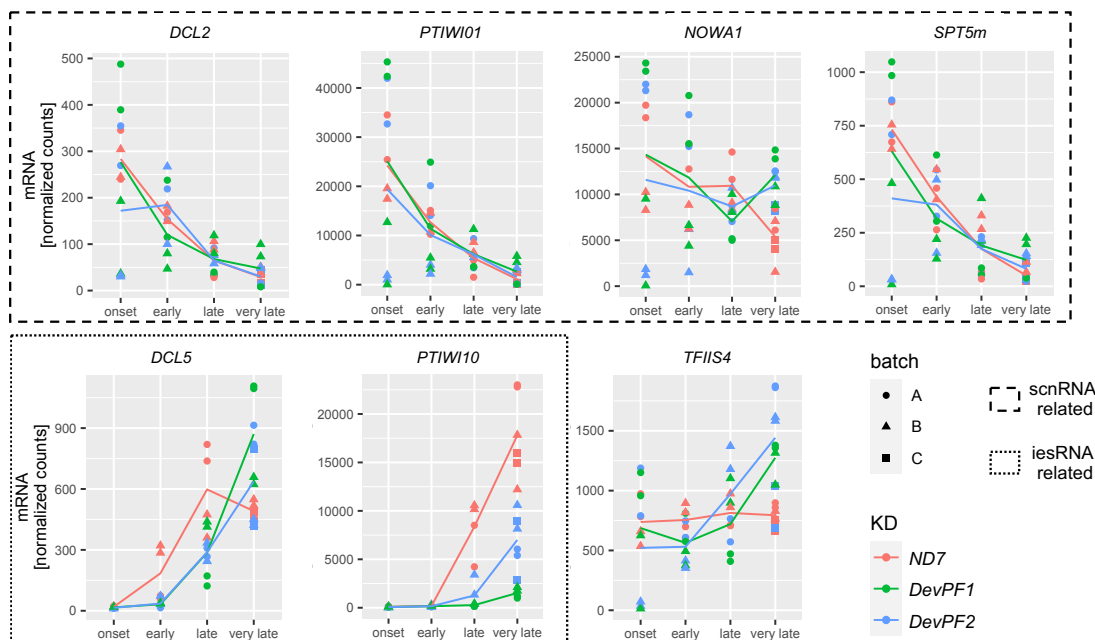 DCL2
PTIWI01
NOWA1
SPT5m
mRNA
[normalized counts]
500
400
300
200
100
0
40000
30000
20000
10000
0
25000
20000
15000
10000
5000
0
1000
750
500
250
0
onset early late very late
onset early late very late
onset early late very late
onset early late very late
DCL5
PTIWI10
TFIIS4
mRNA
[normalized counts]
900
600
300
0
20000
15000
10000
5000
0
1500
1000
500
0
onset early late very late
onset early late very late
onset early late very late
batch
A
B
C
KD
ND7
DevPF1
DevPF2
scnRNA
related
iesRNA
related